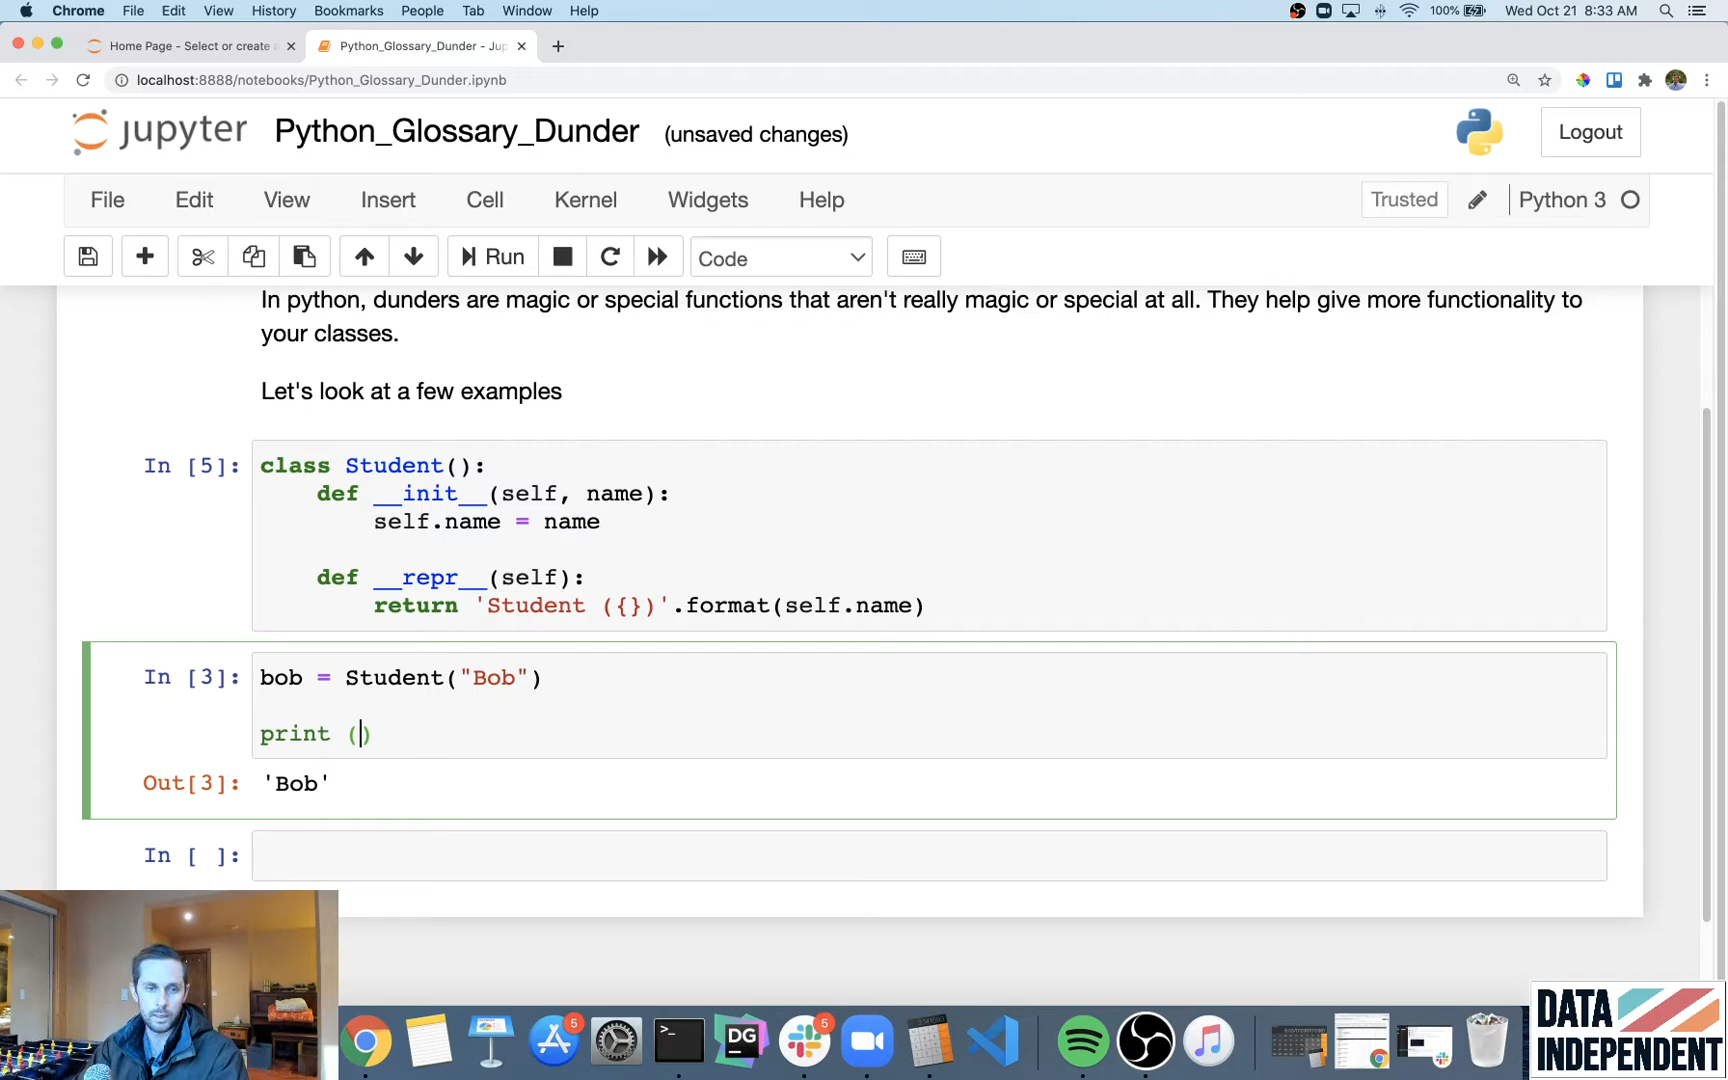 Chrome File Edit View History Bookmarks People Tab Window Help 100% Wed Oct 21 8:33 AM
Home Page - Select or create a Python_Glossary_Dunder - Jup
localhost:8888/notebooks/Python_Glossary_Dunder.ipynb
jupyter Python_Glossary_Dunder (unsaved changes) Logout
File Edit View Insert Cell Kernel Widgets Help Trusted Python 3
Run Code
In python, dunders are magic or special functions that aren't really magic or special at all. They help give more functionality to
your classes.
Let's look at a few examples
In [5]: class Student():
def __init__(self, name):
self.name = name
def __repr__(self):
return 'Student ({})'.format(self.name)
In [3]: bob = Student("Bob")
print ()
Out[3]: 'Bob'
In [ ]:
5 >_ DG 5
DATA
INDEPENDENT